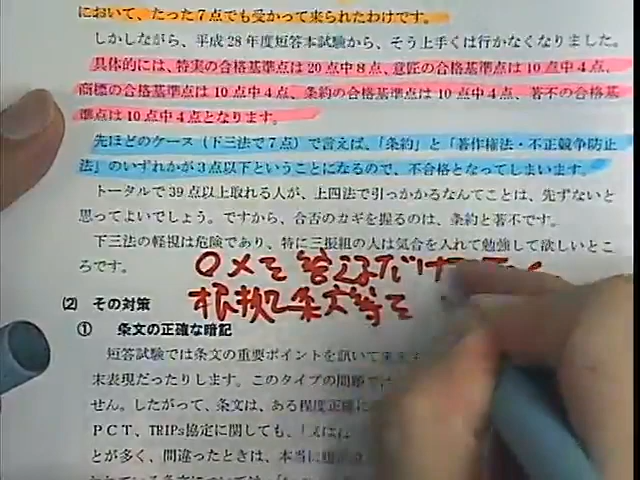 において、たった7点でも受かって来られたわけです。
しかしながら、平成28年度短答本試験から、そう上手くは行かなくなりました。
具体的には、特実の合格基準点は20点中8点、意匠の合格基準点は10点中4点、
商標の合格基準点は10点中4点、条約の合格基準点は10点中4点、著不の合格基
準点は10点中4点となります。
先ほどのケース（下三法で7点）で言えば、「条約」と「著作権法・不正競争防止
法」のいずれかが3点以下ということになるので、不合格となってしまいます。
トータルで39点以上取れる人が、上四法で引っかかるなんてことは、先ずないと
思ってよいでしょう。ですから、合否のカギを握るのは、条約と著不です。
下三法の軽視は危険であり、特に三振組の人は気合を入れて勉強して欲しいとこ
ろです。
○×を答えるだけ
根拠条文等を
(2) その対策
① 条文の正確な暗記
短答試験では条文の重要ポイントを訊いて
末表現だったりします。このタイプの問題
せん。したがって、条文は、ある程度正確に
PCT、TRIPs協定に関しても、「又は
とが多く、間違ったときは、本当に